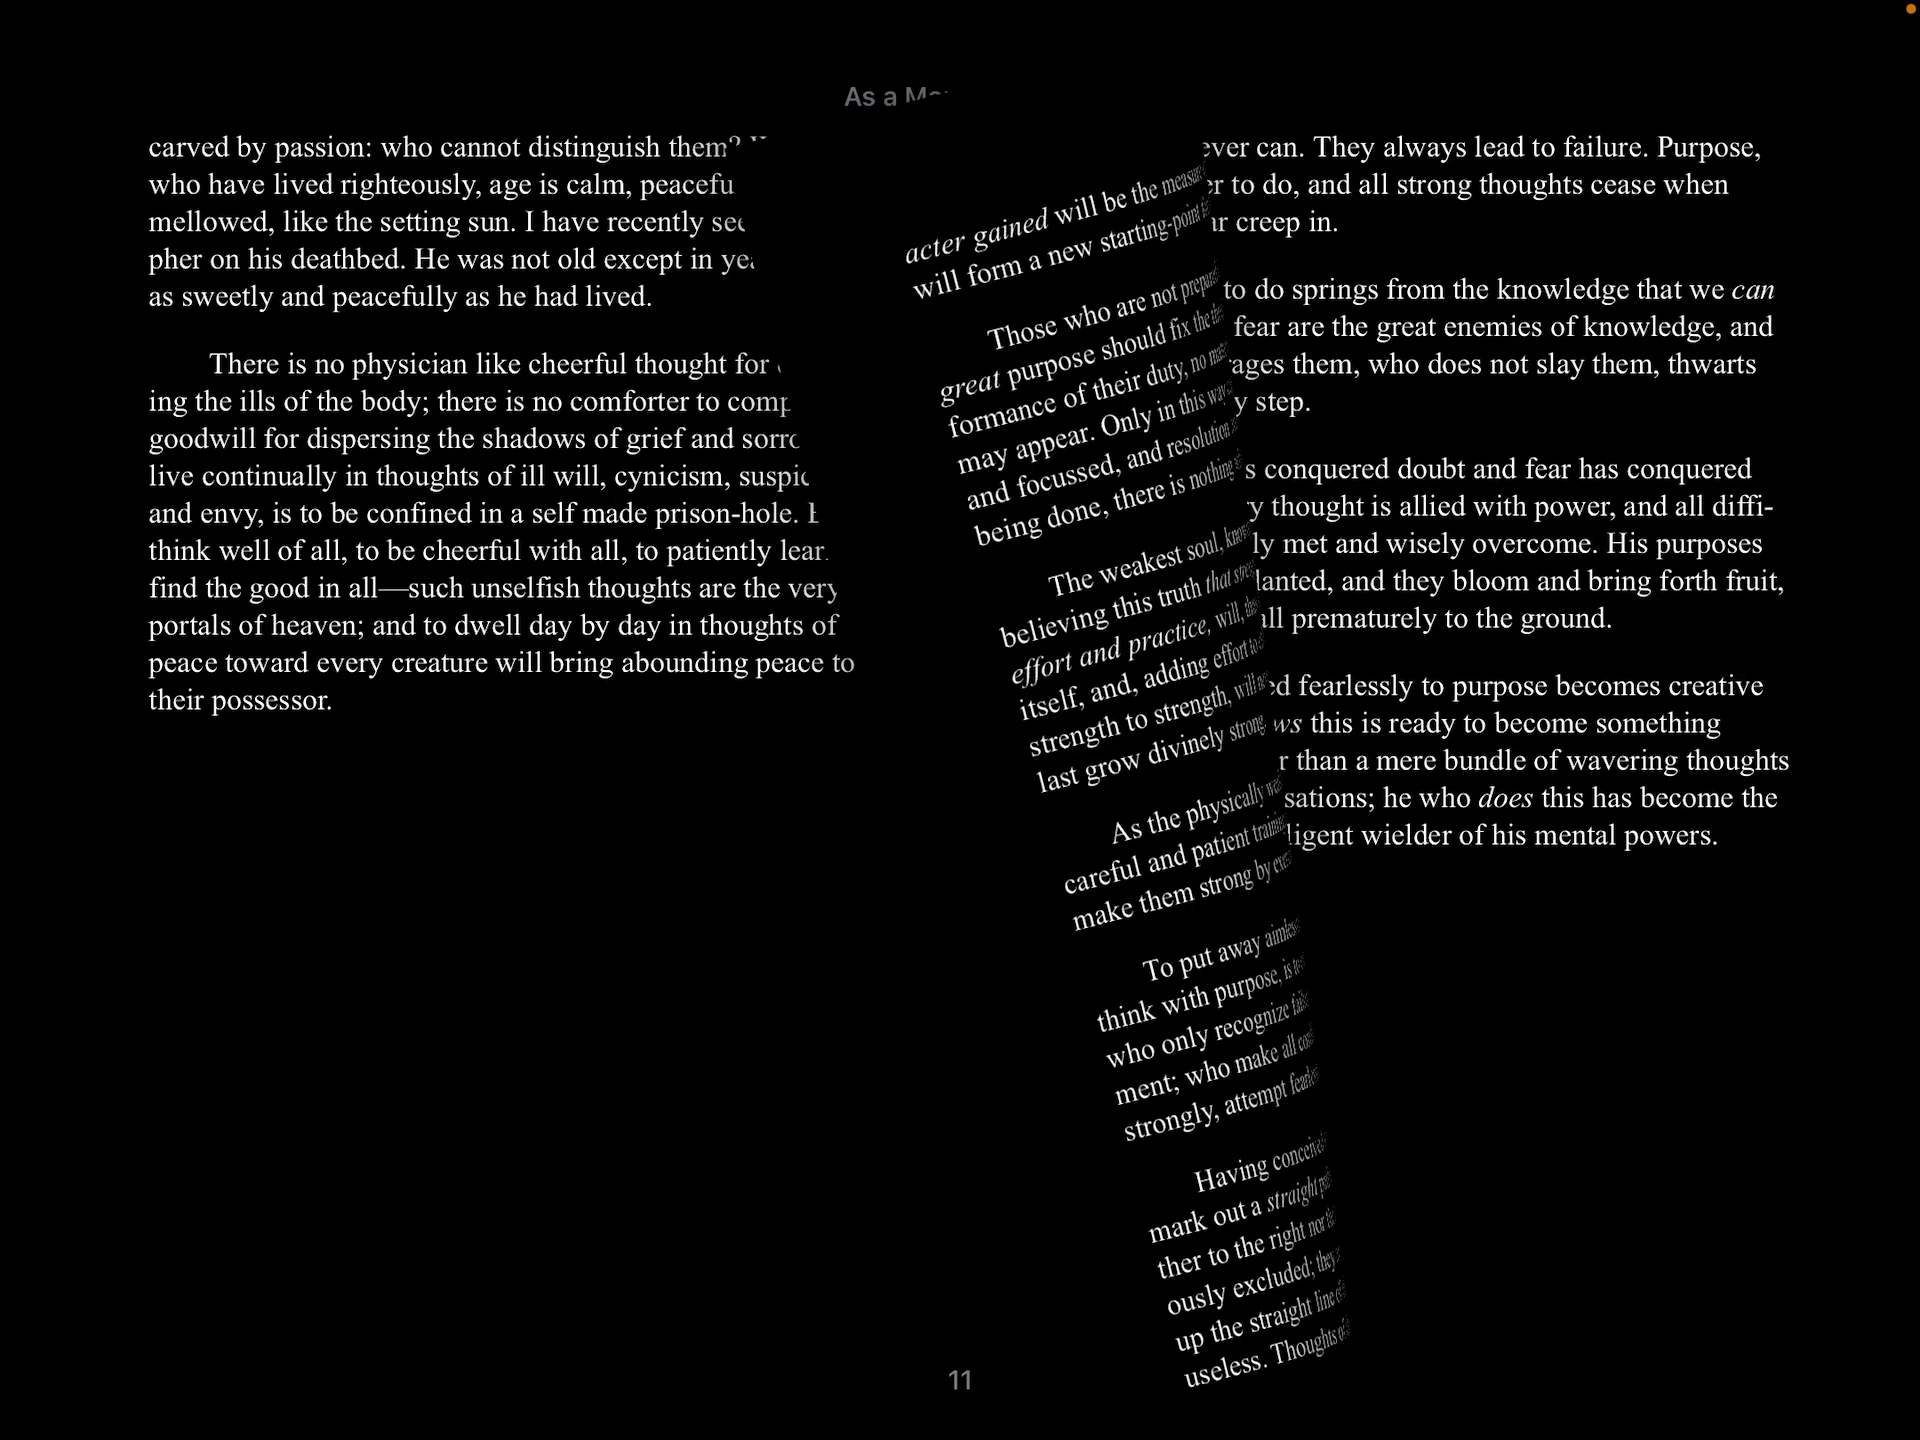 As a
carved by passion: who cannot distinguish them?
who have lived righteously, age is calm,
mellowed, like the setting sun. I have recently
pher on his deathbed. He was not old except in
as sweetly and peacefully as he had lived.
There is no physician like cheerful thought for
ing the ills of the body; there is no comforter to
goodwill for dispersing the shadows of grief and
live continually in thoughts of ill will, cynicism,
and envy, is to be confined in a self made prison-hole.
think well of all, to be cheerful with all, to patiently
find the good in all—such unselfish thoughts are the very
portals of heaven; and to dwell day by day in thoughts of
peace toward every creature will bring abounding peace to
their possessor.
acter gained will be the measure
will form a new starting-point
Those who are not
great purpose should fix the
formance of their duty, no
may appear. Only in this way
and focussed, and resolution
being done, there is nothing
The weakest soul,
believing this truth that
effort and practice, will,
itself, and, adding effort to
strength to strength, will
last grow divinely strong.
As the physically
careful and patient training
make them strong by
To put away
think with purpose, is to
who only recognize
ment; who make all
strongly, attempt
Having
mark out a straight
ther to the right nor
ously excluded; they
up the straight line
useless. Thoughts of
ever can. They always lead to failure. Purpose,
to do, and all strong thoughts cease when
creep in.
to do springs from the knowledge that we can
fear are the great enemies of knowledge, and
ages them, who does not slay them, thwarts
y step.
s conquered doubt and fear has conquered
y thought is allied with power, and all diffi-
ly met and wisely overcome. His purposes
lanted, and they bloom and bring forth fruit,
all prematurely to the ground.
ed fearlessly to purpose becomes creative
ws this is ready to become something
r than a mere bundle of wavering thoughts
sations; he who does this has become the
ligent wielder of his mental powers.
11